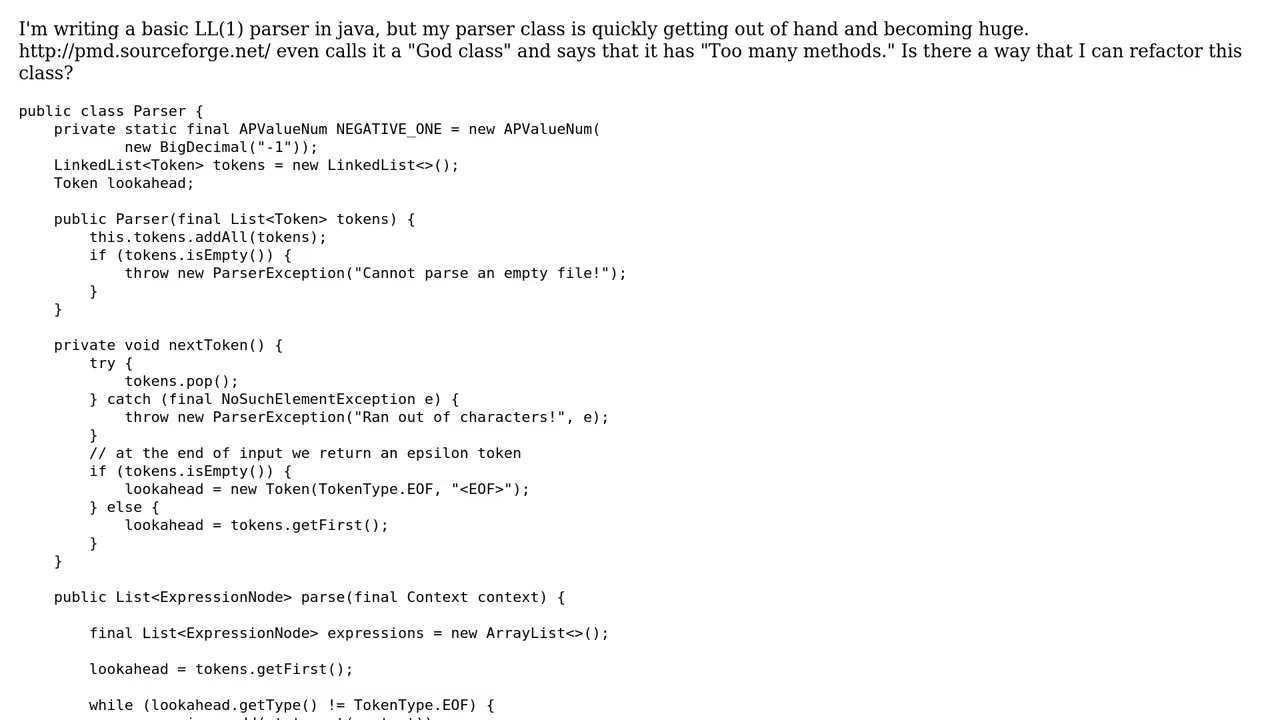 I'm writing a basic LL(1) parser in java, but my parser class is quickly getting out of hand and becoming huge.
http://pmd.sourceforge.net/ even calls it a "God class" and says that it has "Too many methods." Is there a way that I can refactor this
class?
public class Parser {
    private static final APValueNum NEGATIVE_ONE = new APValueNum(
            new BigDecimal("-1"));
    LinkedList<Token> tokens = new LinkedList<>();
    Token lookahead;
    public Parser(final List<Token> tokens) {
        this.tokens.addAll(tokens);
        if (tokens.isEmpty()) {
            throw new ParserException("Cannot parse an empty file!");
        }
    }
    private void nextToken() {
        try {
            tokens.pop();
        } catch (final NoSuchElementException e) {
            throw new ParserException("Ran out of characters!", e);
        }
        // at the end of input we return an epsilon token
        if (tokens.isEmpty()) {
            lookahead = new Token(TokenType.EOF, "<EOF>");
        } else {
            lookahead = tokens.getFirst();
        }
    }
    public List<ExpressionNode> parse(final Context context) {
        final List<ExpressionNode> expressions = new ArrayList<>();
        lookahead = tokens.getFirst();
        while (lookahead.getType() != TokenType.EOF) {